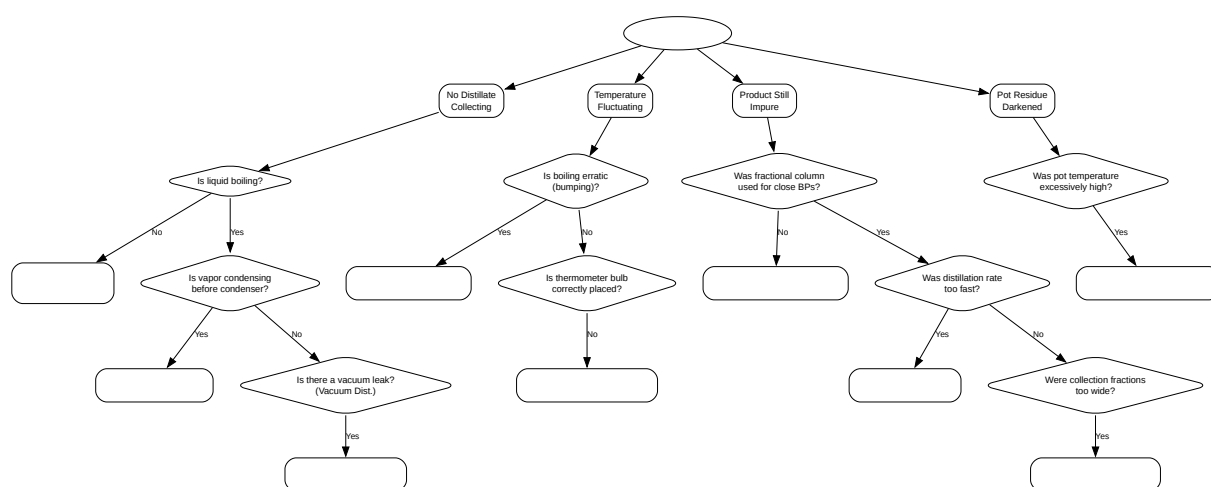 No Distillate
Collecting
Temperature
Fluctuating
Product Still
Impure
Pot Residue
Darkened
Is liquid boiling?
Is boiling erratic
(bumping)?
Was fractional column
used for close BPs?
Was pot temperature
excessively high?
No
Yes
Yes
No
No
Yes
Yes
Is vapor condensing
before condenser?
Is thermometer bulb
correctly placed?
Was distillation rate
too fast?
Yes
No
No
Yes
No
Is there a vacuum leak?
(Vacuum Dist.)
Were collection fractions
too wide?
Yes
Yes